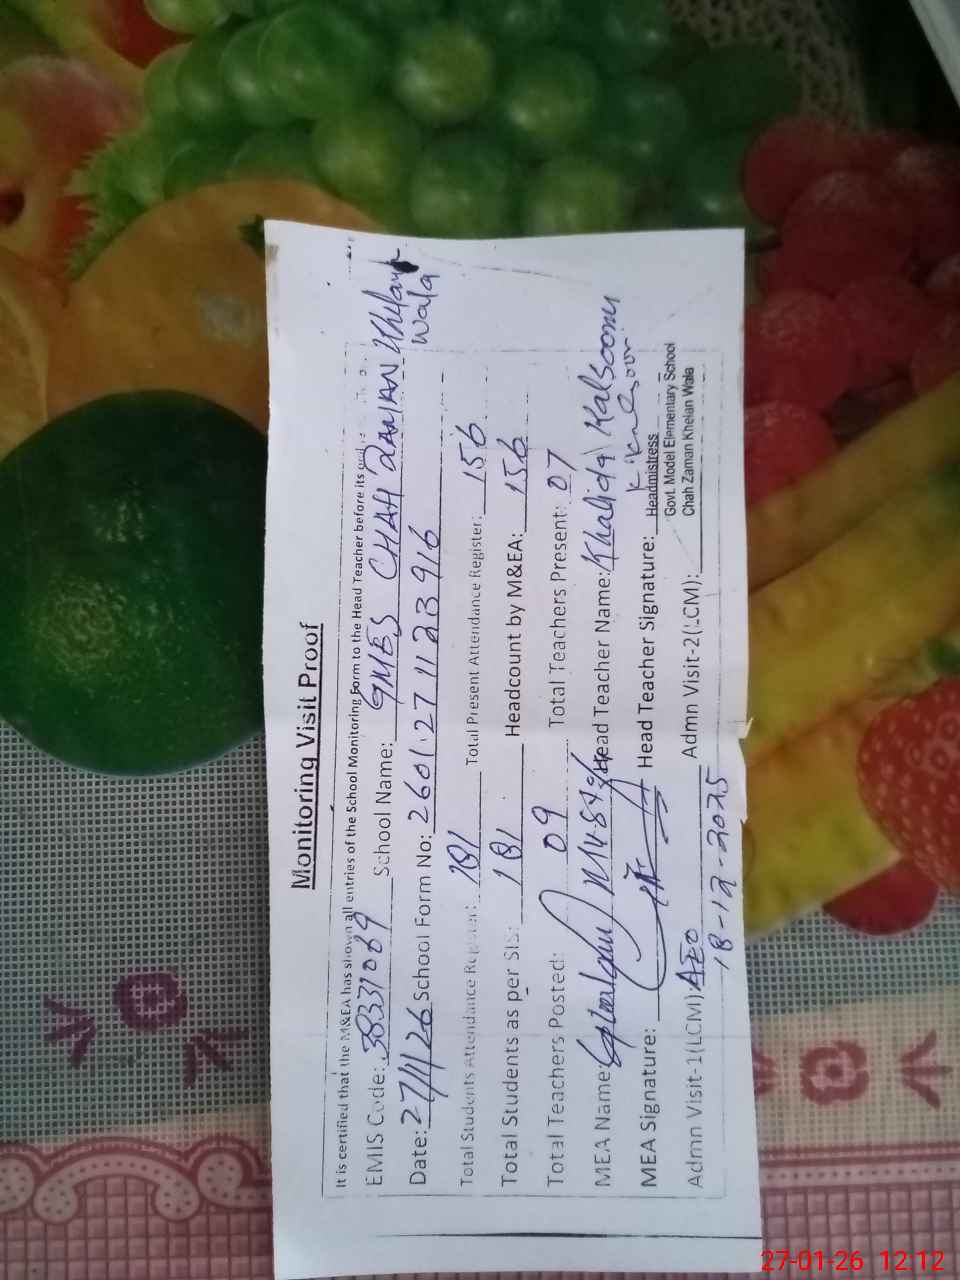 Monitoring Visit Proof
It is certified that the M&EA has shown all entries of the School Monitoring Form to the Head Teacher before its
EMIS Code: 38331069 School Name: GMES CHAH ZAMAN Khelan
Wala
Date: 27/1/26 School Form No: 2601271123916
Total Students Attendance Register: 181 Total Present Attendance Register: 156
Total Students as per SIS: 181 Headcount by M&EA: 156
Total Teachers Posted: 09 Total Teachers Present: 07
MEA Name: Head Teacher Name: Khalida Kalsoom
MEA Signature: Head Teacher Signature:
Headmistress
Govt. Model Elementary School
Chah Zaman Khelan Wala
Admn Visit-1(LCM) AEO Admn Visit-2(LCM):
18-12-2025
27-01-26 12:12